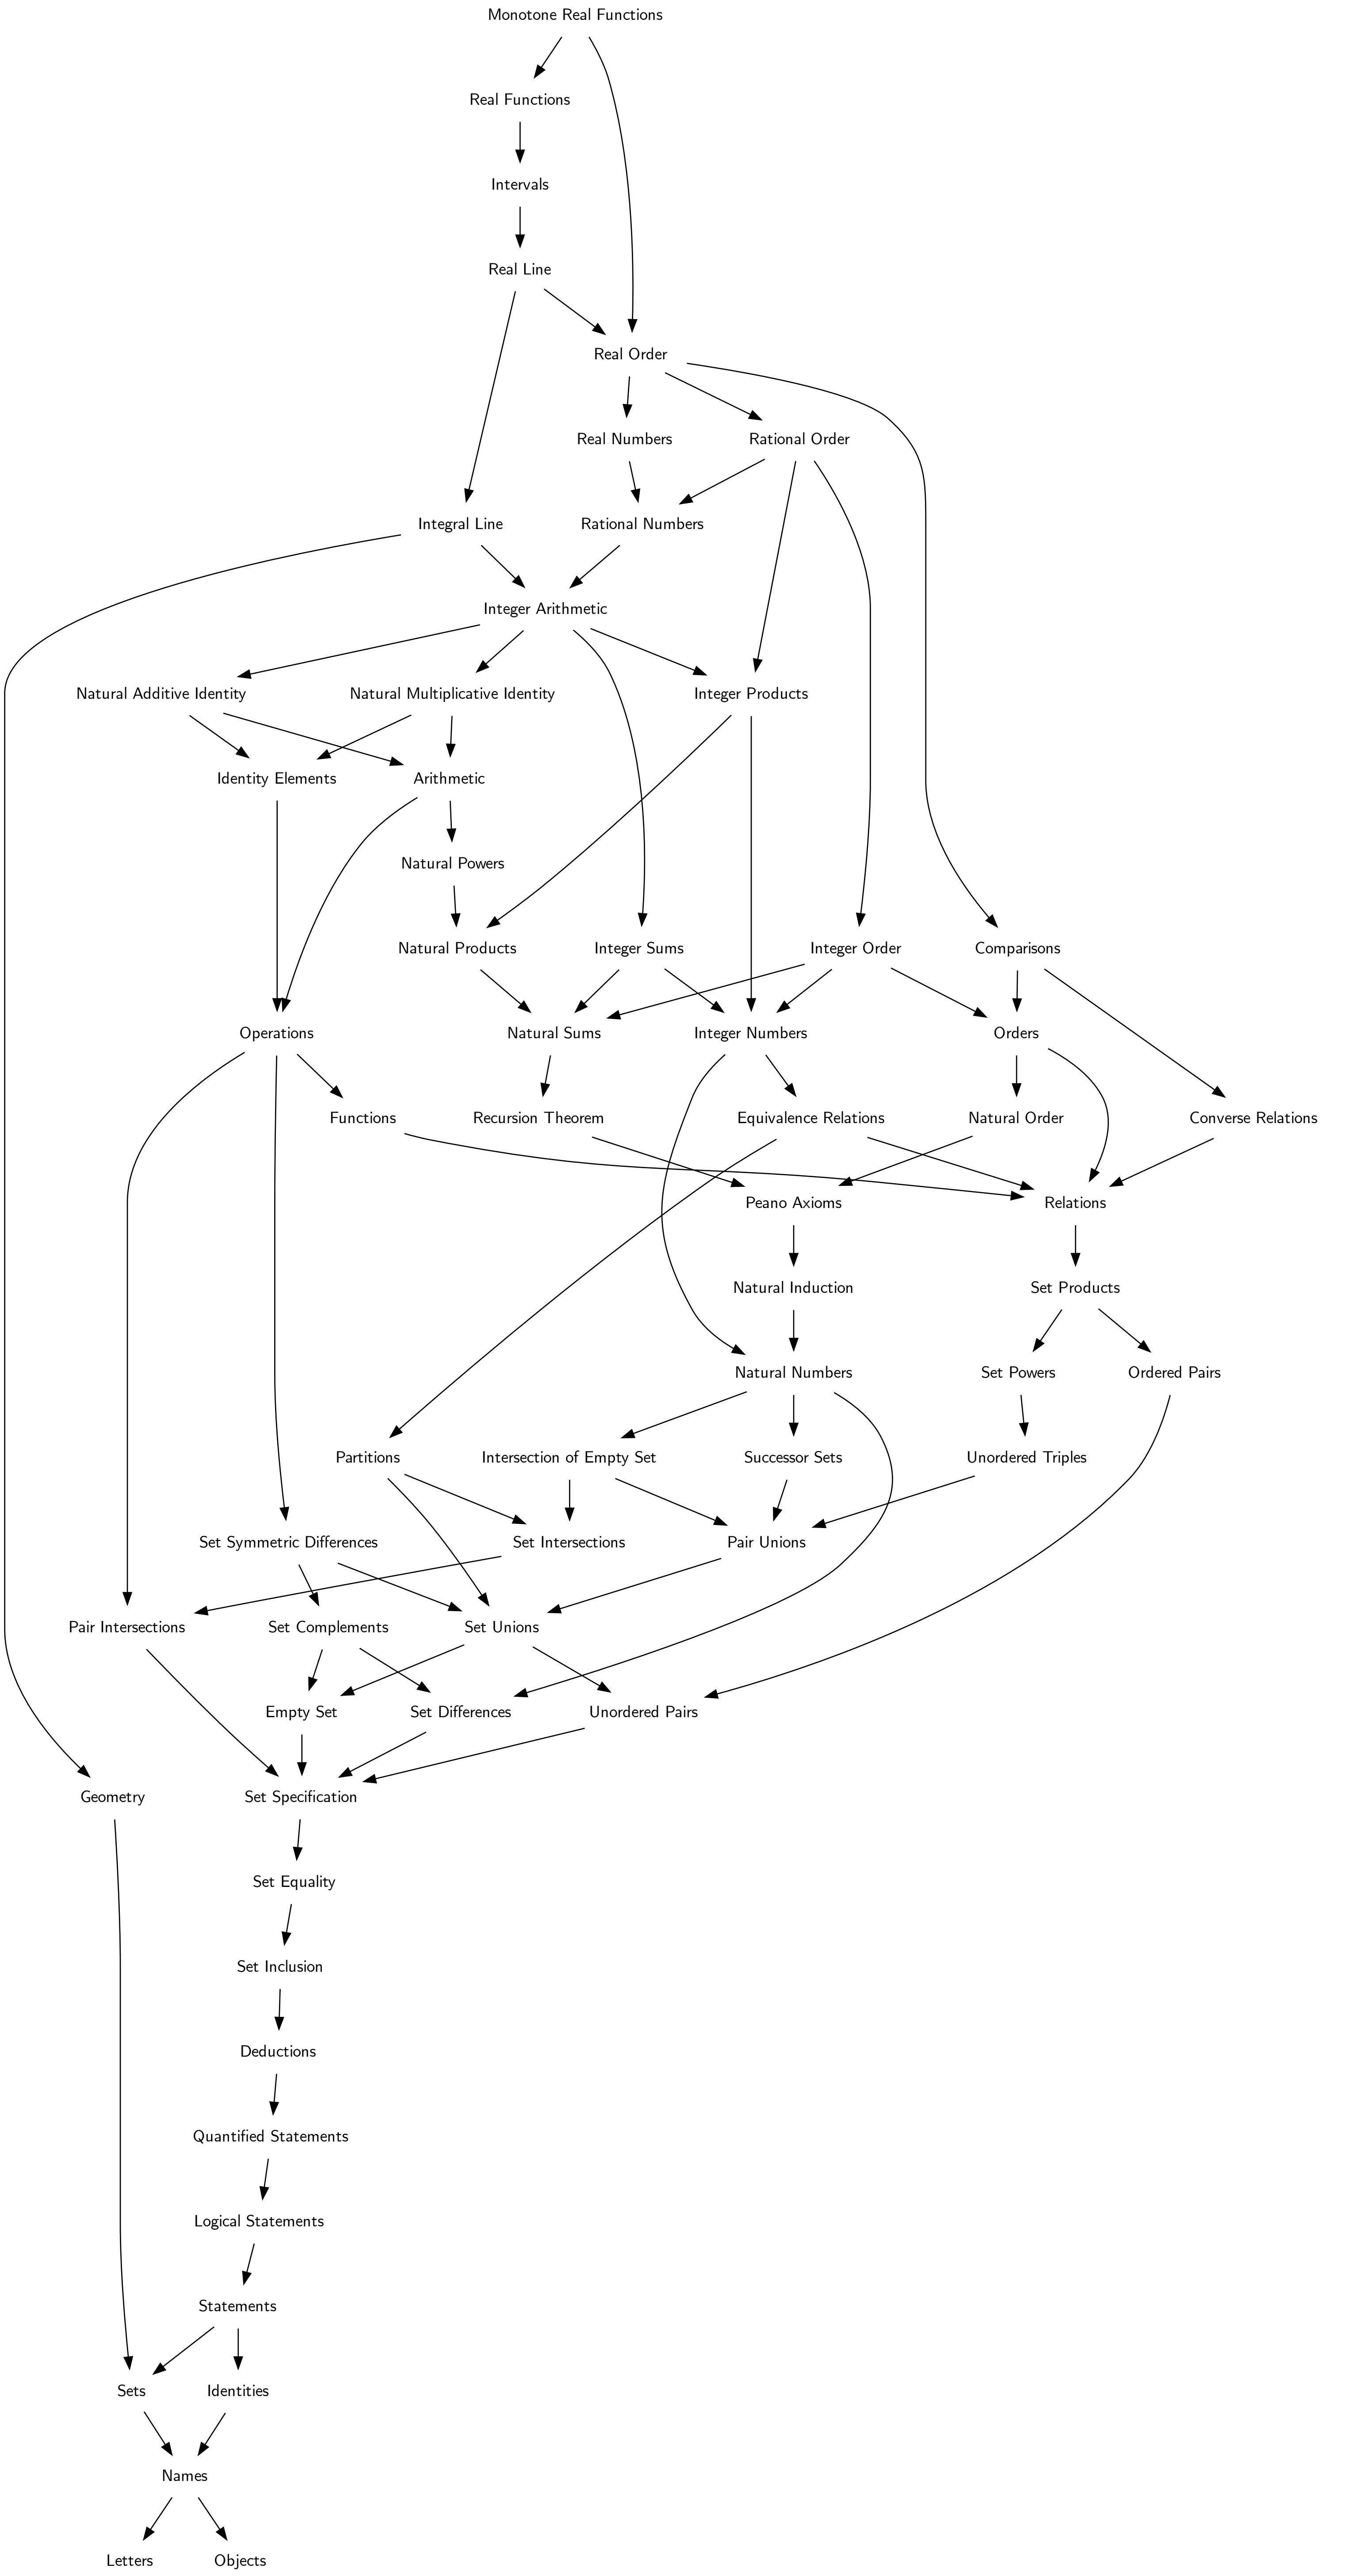 Monotone Real Functions
Real Functions
Intervals
Real Line
Real Order
Real Numbers
Rational Order
Integral Line
Rational Numbers
Integer Arithmetic
Natural Additive Identity
Natural Multiplicative Identity
Integer Products
Identity Elements
Arithmetic
Natural Powers
Natural Products
Integer Sums
Integer Order
Comparisons
Operations
Natural Sums
Integer Numbers
Orders
Functions
Recursion Theorem
Equivalence Relations
Natural Order
Converse Relations
Peano Axioms
Relations
Natural Induction
Set Products
Natural Numbers
Set Powers
Ordered Pairs
Partitions
Intersection of Empty Set
Successor Sets
Unordered Triples
Set Symmetric Differences
Set Intersections
Pair Unions
Pair Intersections
Set Complements
Set Unions
Empty Set
Set Differences
Unordered Pairs
Geometry
Set Specification
Set Equality
Set Inclusion
Deductions
Quantified Statements
Logical Statements
Statements
Sets
Identities
Names
Letters
Objects